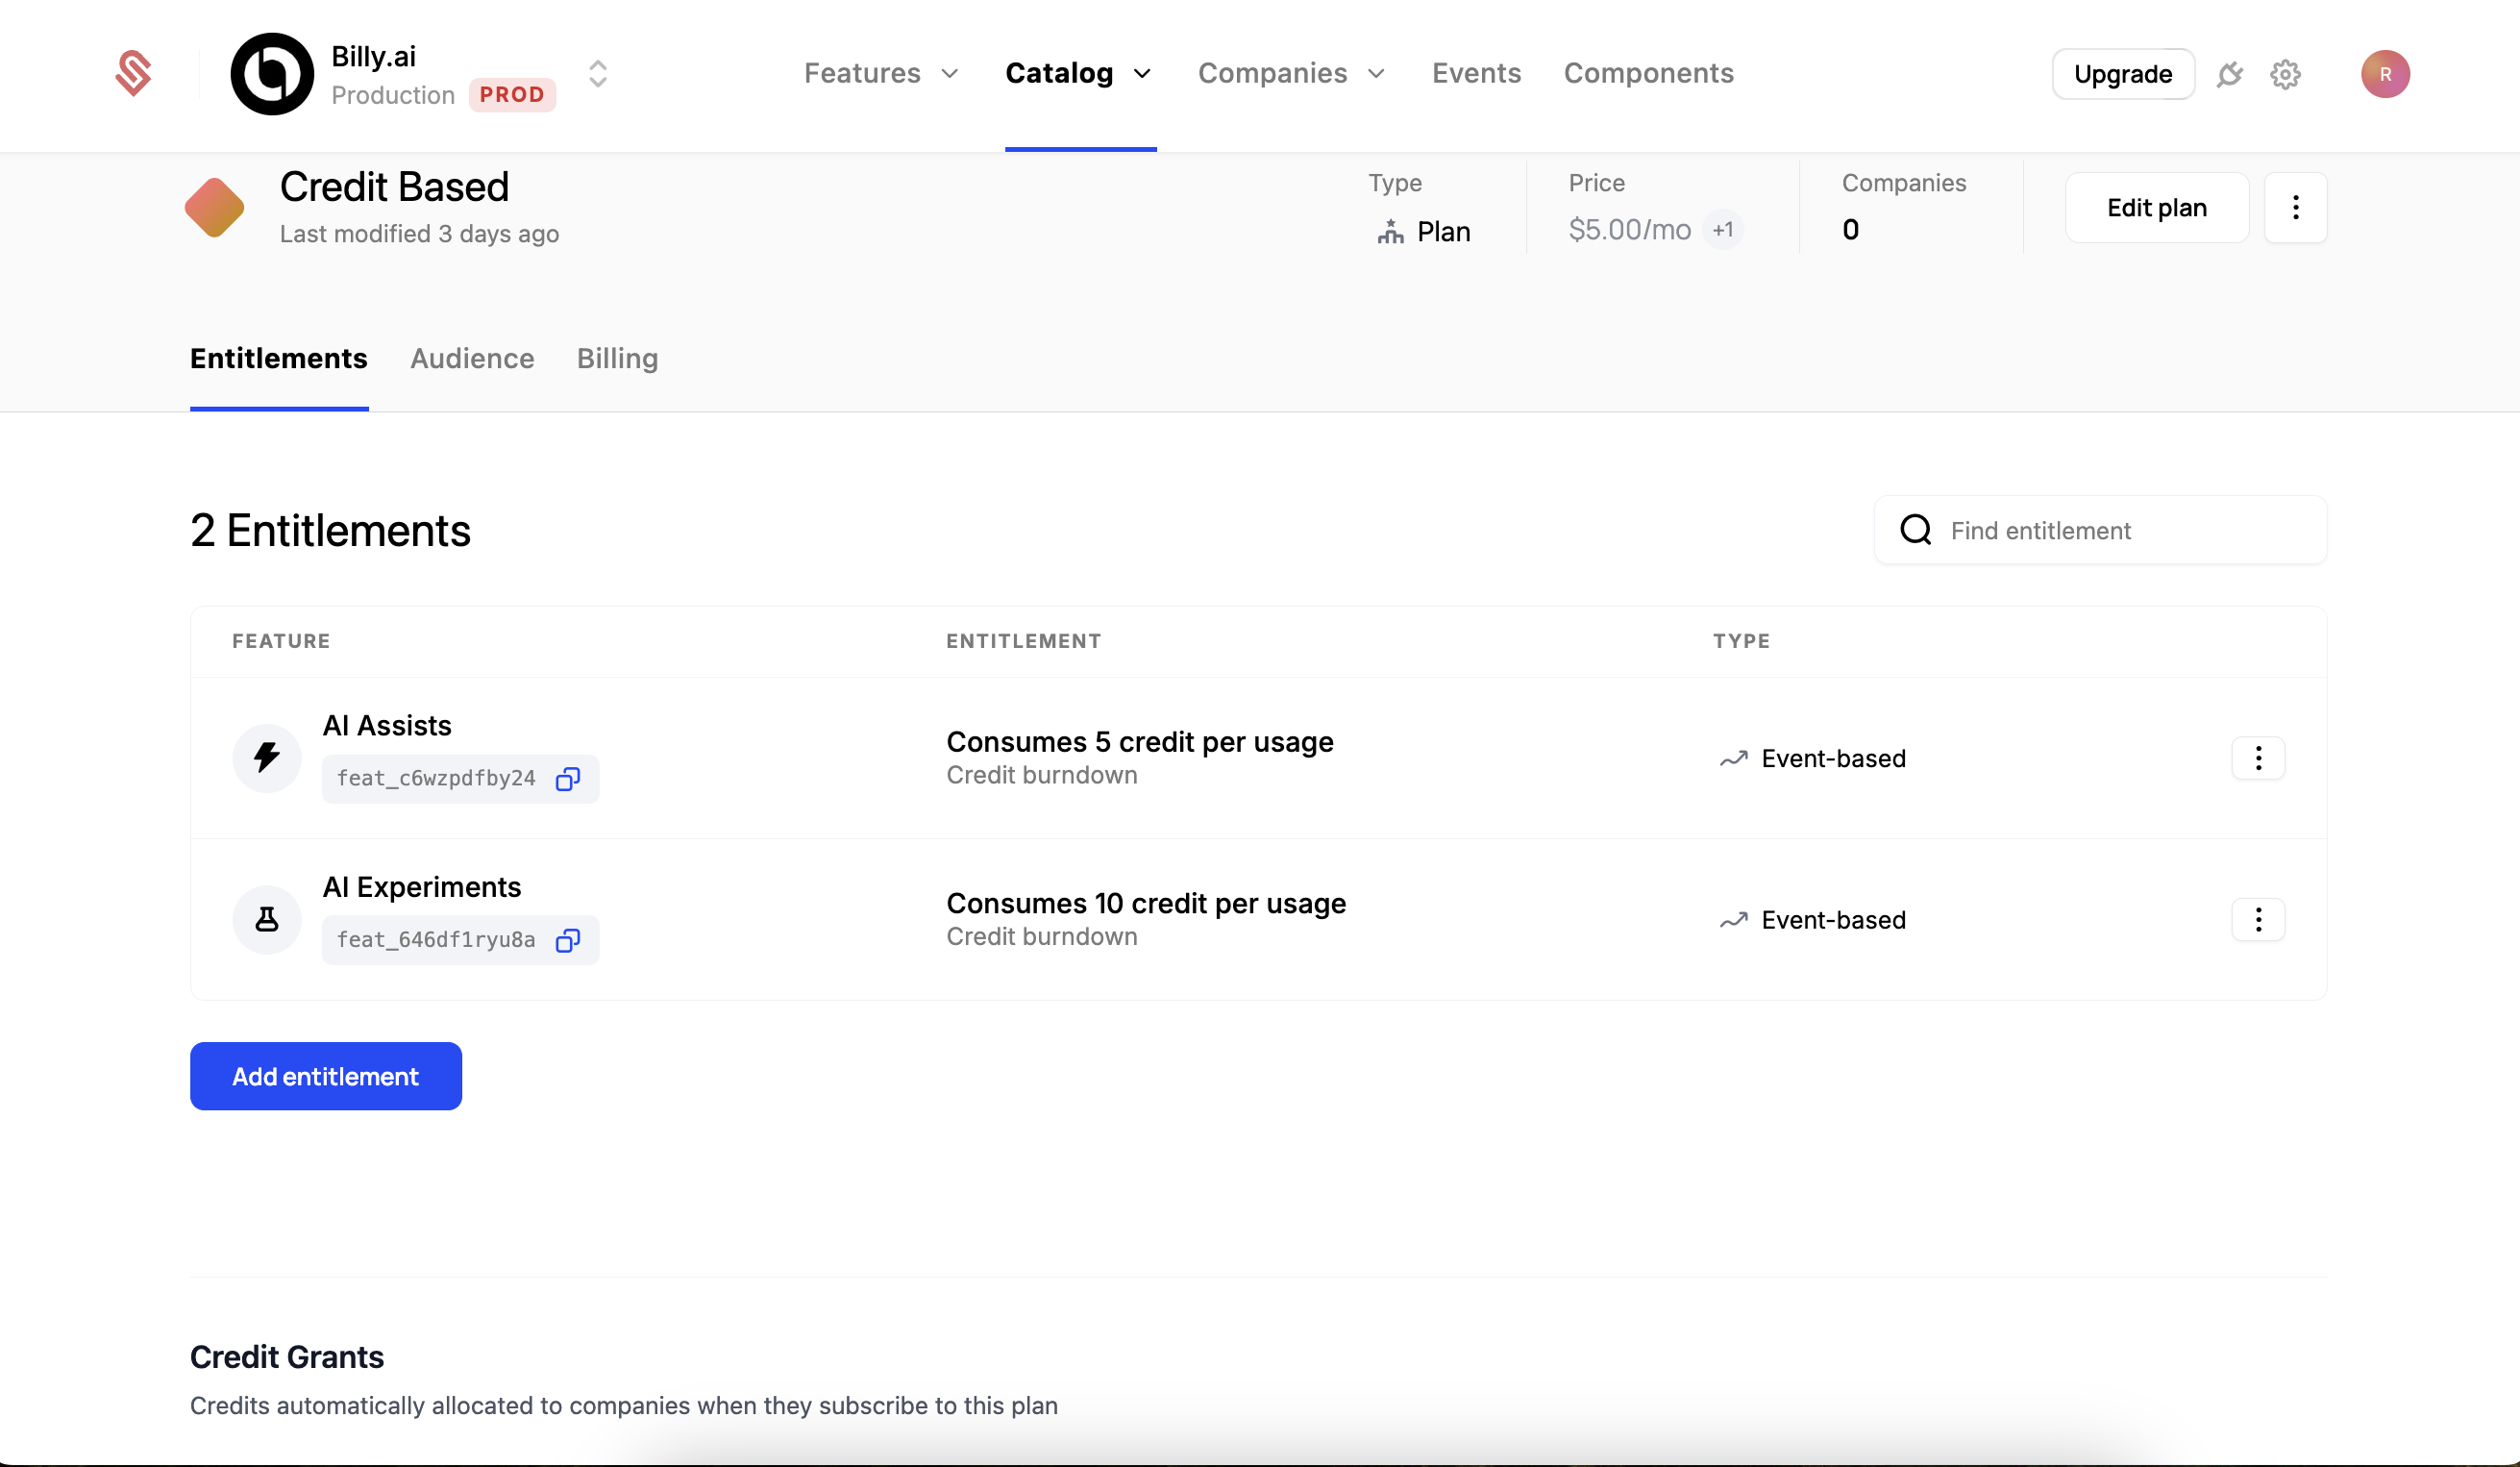 Billy.ai
Production PROD
Features Catalog Companies Events Components
Upgrade
R
Credit Based
Last modified 3 days ago
Type
Plan
Price
$5.00/mo +1
Companies
0
Edit plan
Entitlements Audience Billing
2 Entitlements
Find entitlement
FEATURE ENTITLEMENT TYPE
AI Assists
feat_c6wzpdfby24
Consumes 5 credit per usage
Credit burndown
Event-based
AI Experiments
feat_646df1ryu8a
Consumes 10 credit per usage
Credit burndown
Event-based
Add entitlement
Credit Grants
Credits automatically allocated to companies when they subscribe to this plan